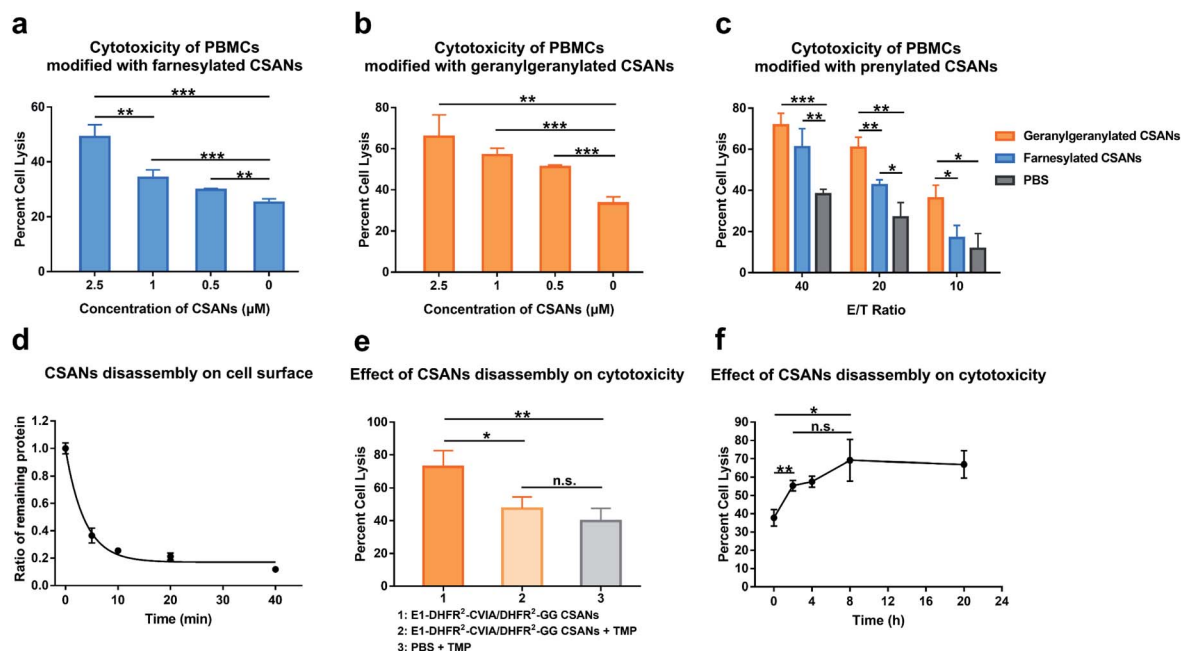 a
Cytotoxicity of PBMCs
modified with farnesylated CSANs
Percent Cell Lysis
60
40
20
0
***
**
***
**
2.5 1 0.5 0
Concentration of CSANs (µM)
b
Cytotoxicity of PBMCs
modified with geranylgeranylated CSANs
Percent Cell Lysis
80
60
40
20
0
**
***
***
2.5 1 0.5 0
Concentration of CSANs (µM)
c
Cytotoxicity of PBMCs
modified with prenylated CSANs
Percent Cell Lysis
80
60
40
20
0
*** **
** ** *
* *
40 20 10
E/T Ratio
Geranylgeranylated CSANs
Farnesylated CSANs
PBS
d
CSANs disassembly on cell surface
Ratio of remaining protein
1.2
1.0
0.8
0.6
0.4
0.2
0.0
0 10 20 30 40
Time (min)
e
Effect of CSANs disassembly on cytotoxicity
Percent Cell Lysis
100
80
60
40
20
0
**
*
n.s.
1 2 3
1: E1-DHFR²-CVIA/DHFR²-GG CSANs
2: E1-DHFR²-CVIA/DHFR²-GG CSANs + TMP
3: PBS + TMP
f
Effect of CSANs disassembly on cytotoxicity
Percent Cell Lysis
90
80
70
60
50
40
30
20
10
0
*
n.s.
**
0 4 8 12 16 20 24
Time (h)